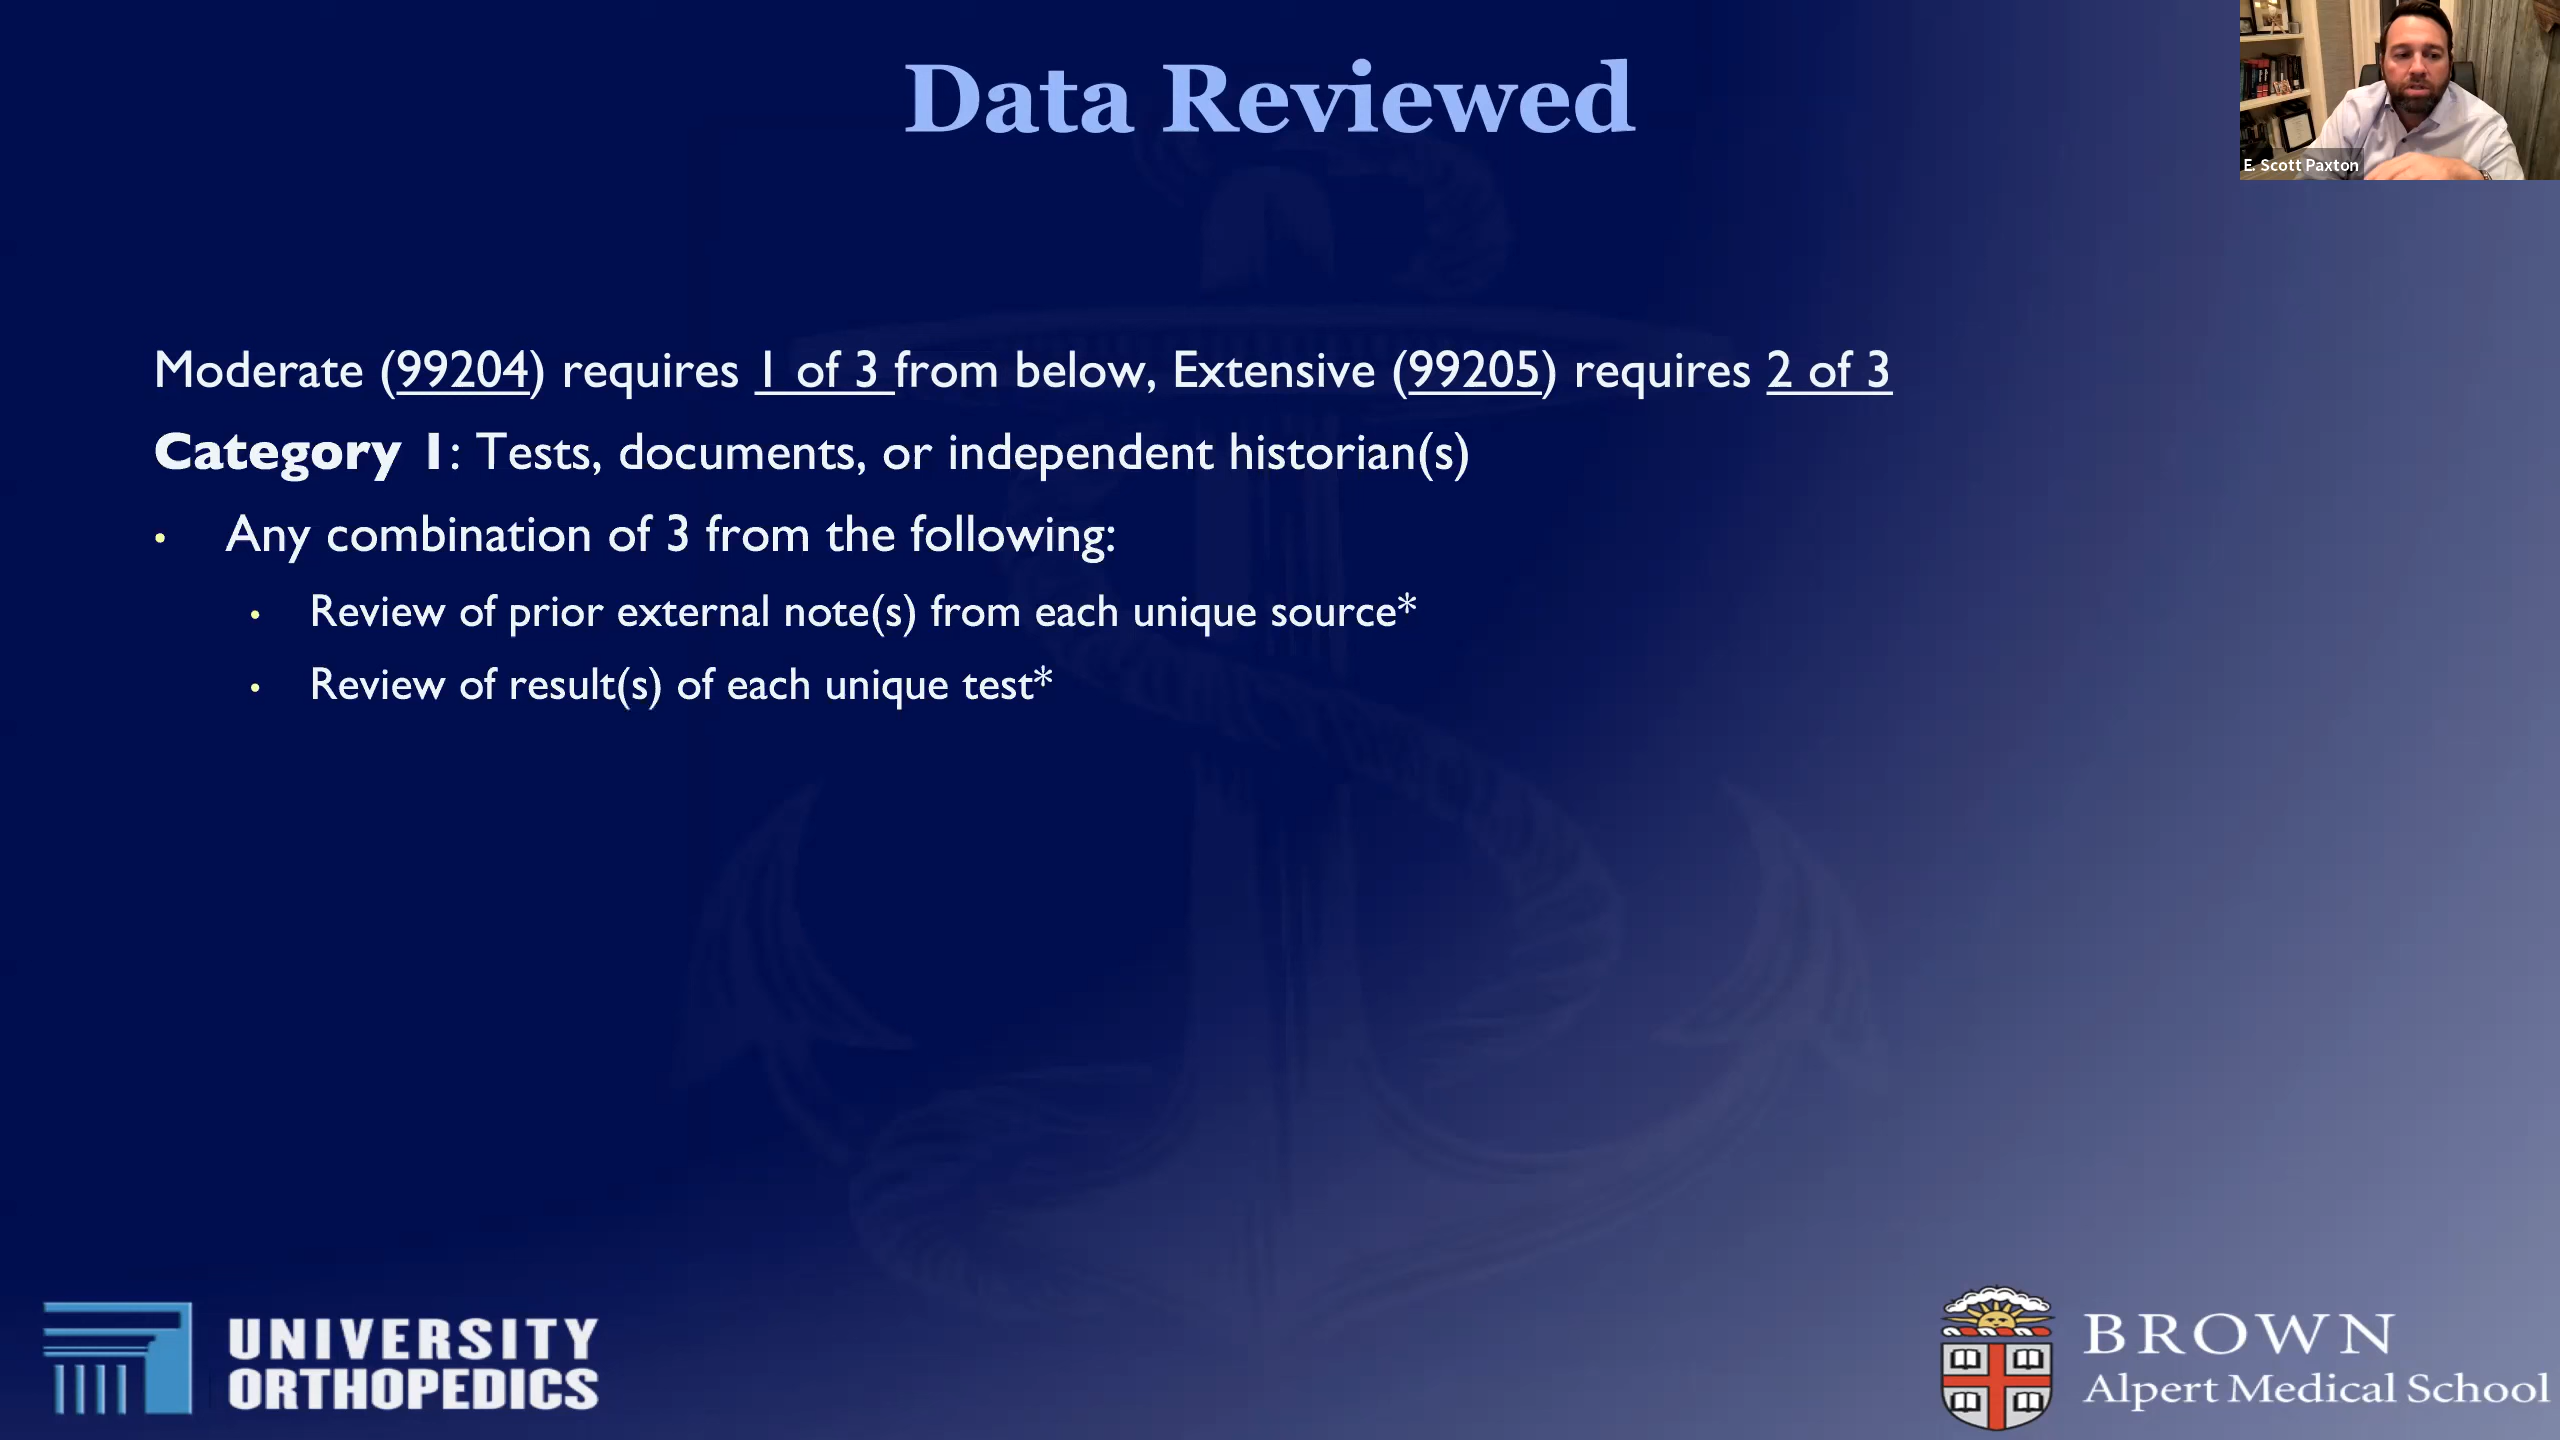 Data Reviewed
E. Scott Paxton
Moderate (99204) requires 1 of 3 from below, Extensive (99205) requires 2 of 3
Category 1: Tests, documents, or independent historian(s)
• Any combination of 3 from the following:
• Review of prior external note(s) from each unique source*
• Review of result(s) of each unique test*
UNIVERSITY
ORTHOPEDICS
BROWN
Alpert Medical School